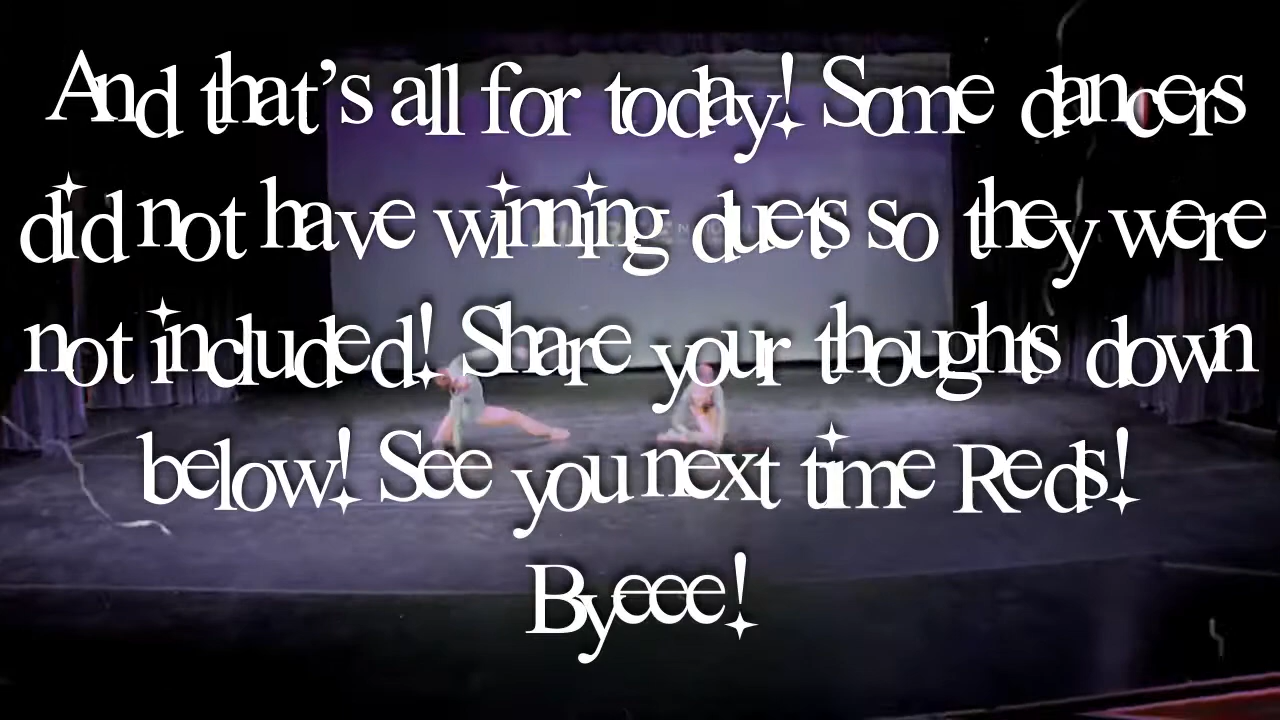 And that's all for today! Some dancers
did not have winning duets so they were
not included! Share your thoughts down
below! See you next time Reds!
Byeee!